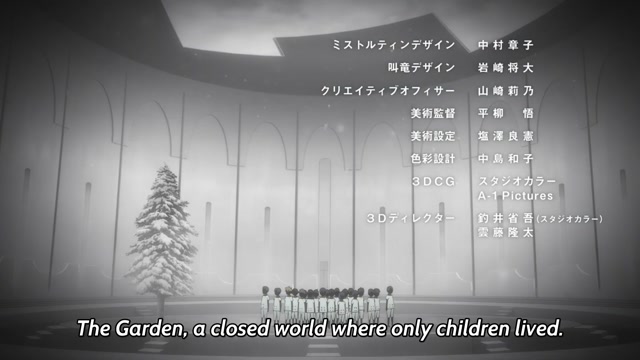 ミストルティンデザイン 中村章子
叫竜デザイン 岩崎将大
クリエイティブオフィサー 山崎莉乃
美術監督 平柳 悟
美術設定 塩澤良憲
色彩設計 中島和子
3DCG スタジオカラー
A-1 Pictures
3Dディレクター 釣井省吾(スタジオカラー)
雲藤隆太
The Garden, a closed world where only children lived.